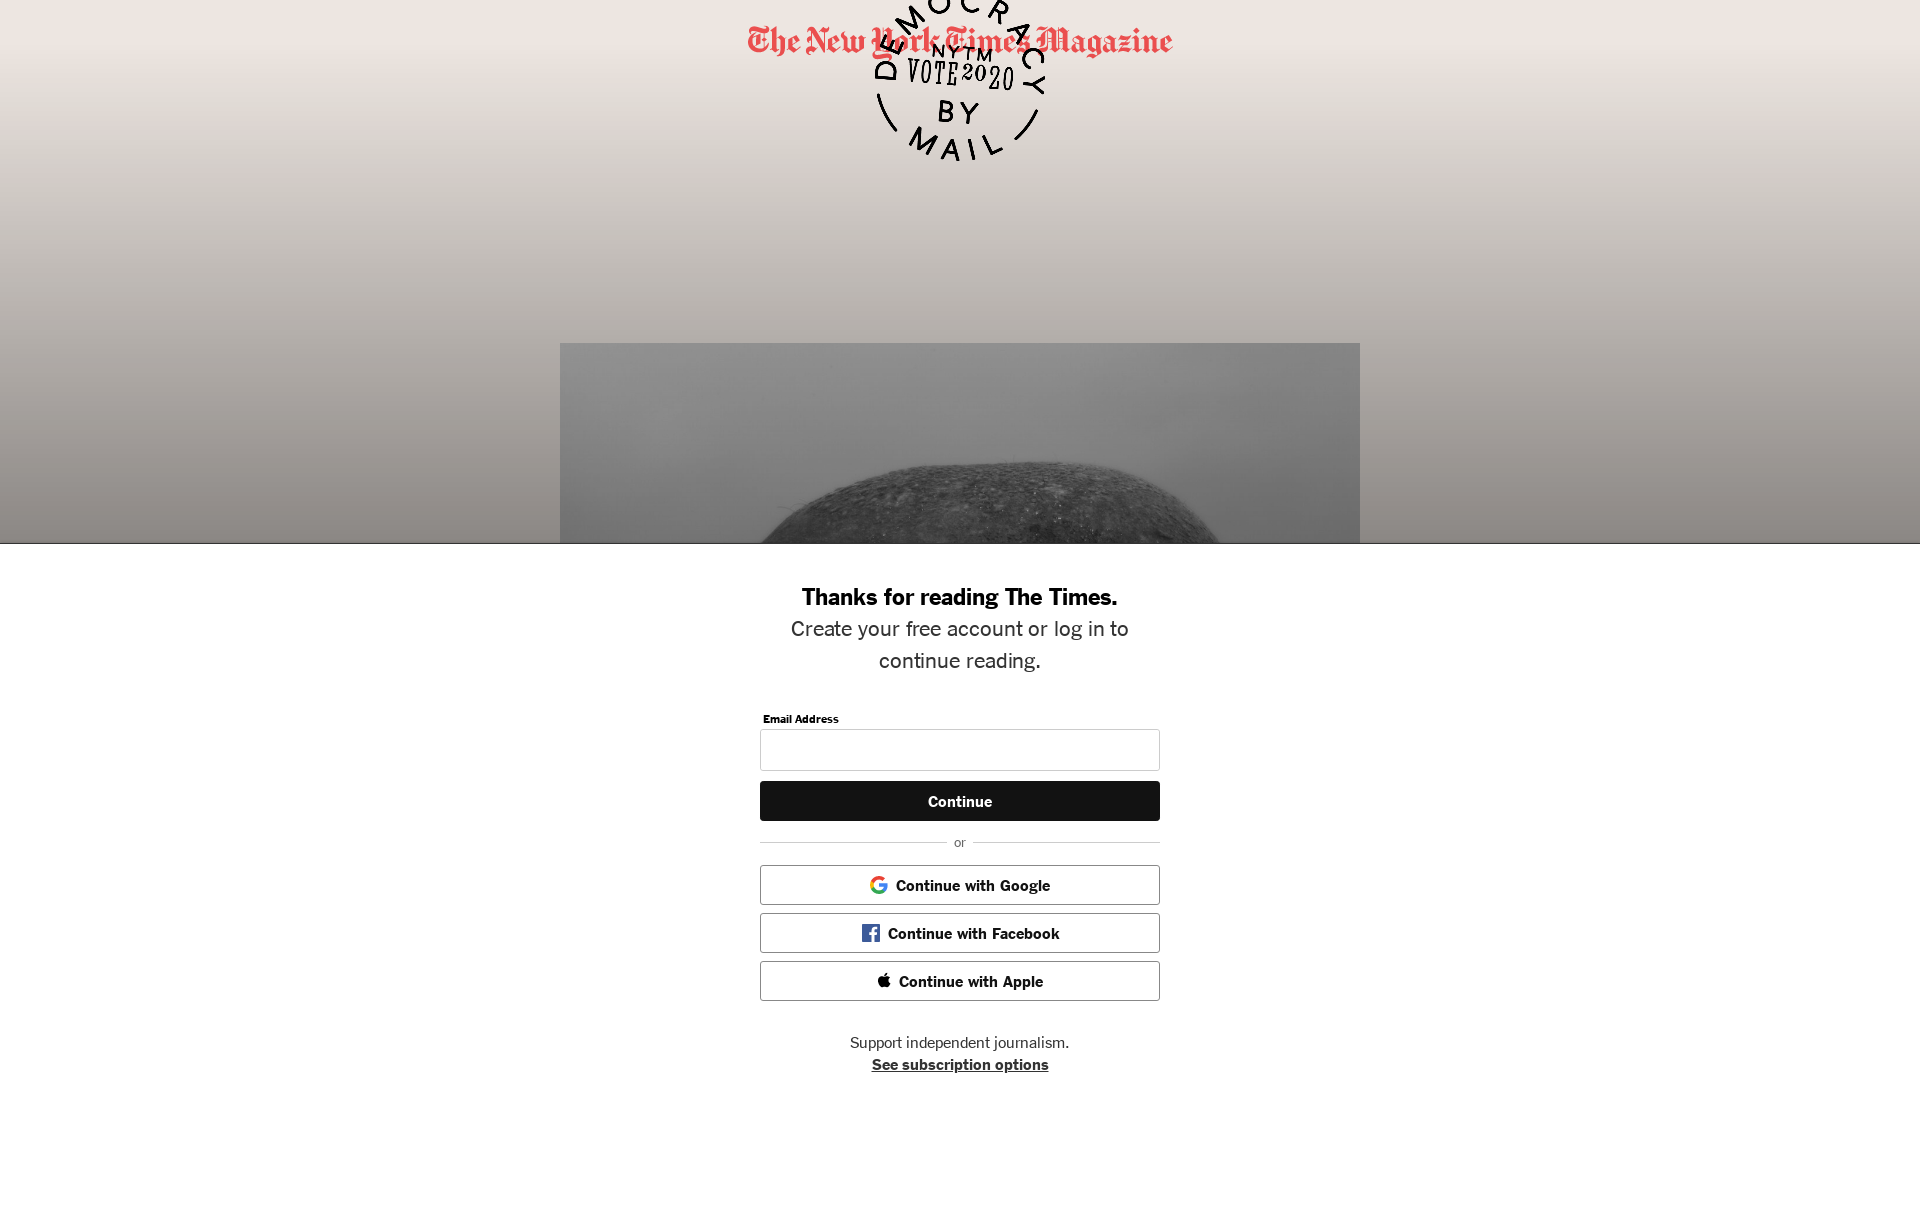 The New York Times Magazine
DEMOCRACY
NYTM
VOTE 2020
BY
MAIL
Thanks for reading The Times.
Create your free account or log in to
continue reading.
Email Address
Continue
or
Continue with Google
Continue with Facebook
Continue with Apple
Support independent journalism.
See subscription options